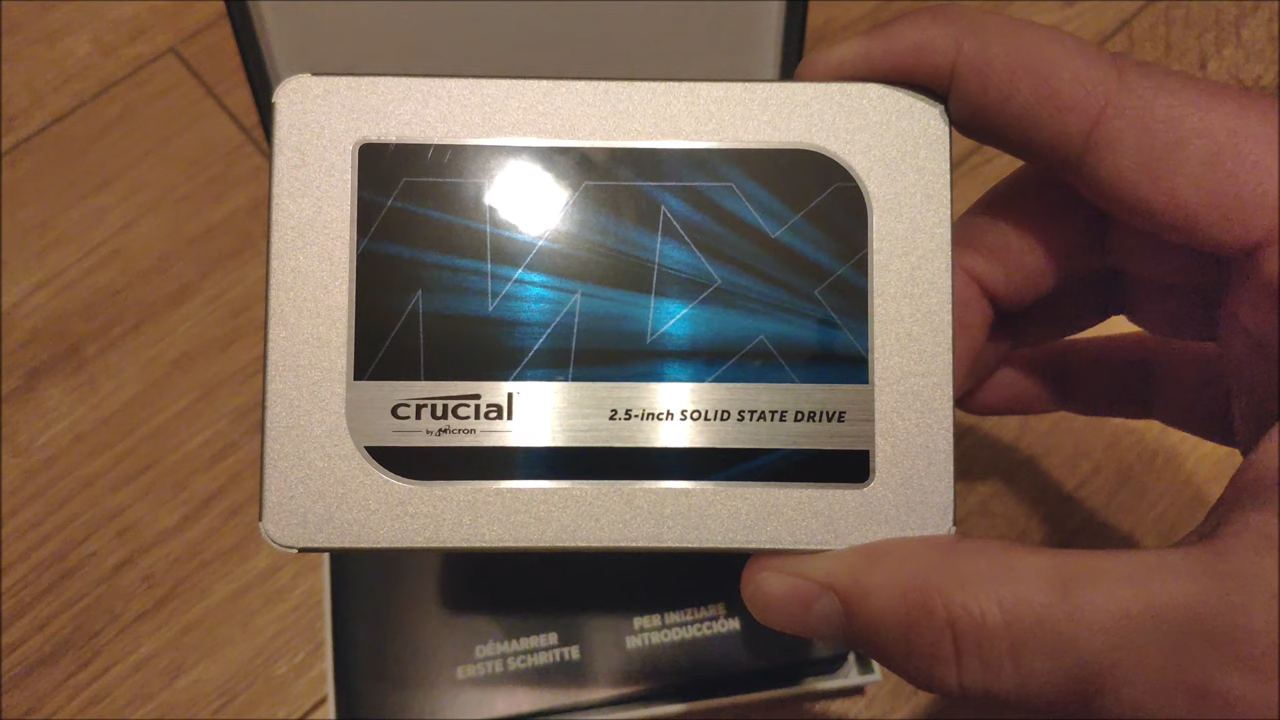 crucial
by Micron
2.5-inch SOLID STATE DRIVE
DÉMARRER
ERSTE SCHRITTE
PER INIZIARE
INTRODUCCIÓN